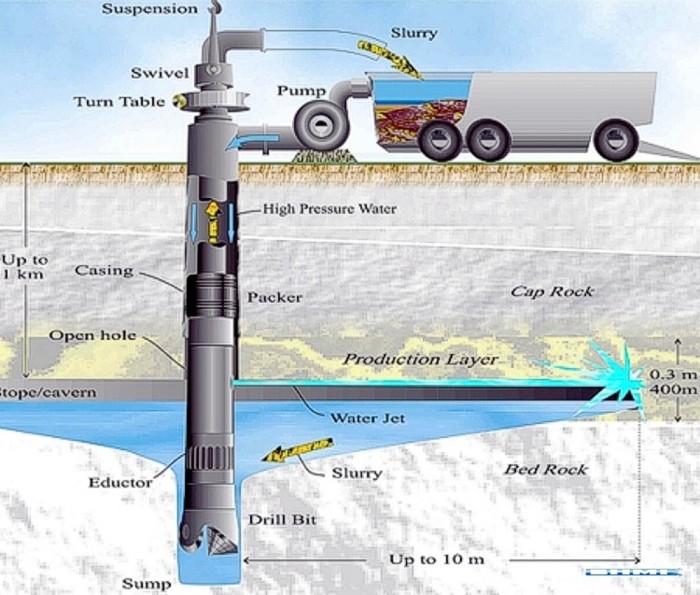 Suspension
Slurry
Swivel
Pump
Turn Table
High Pressure Water
Up to
1 km
Casing
Packer
Cap Rock
Open hole
Production Layer
0.3 m
400m
Stope/cavern
Water Jet
Slurry
Bed Rock
Eductor
Drill Bit
Up to 10 m
Sump